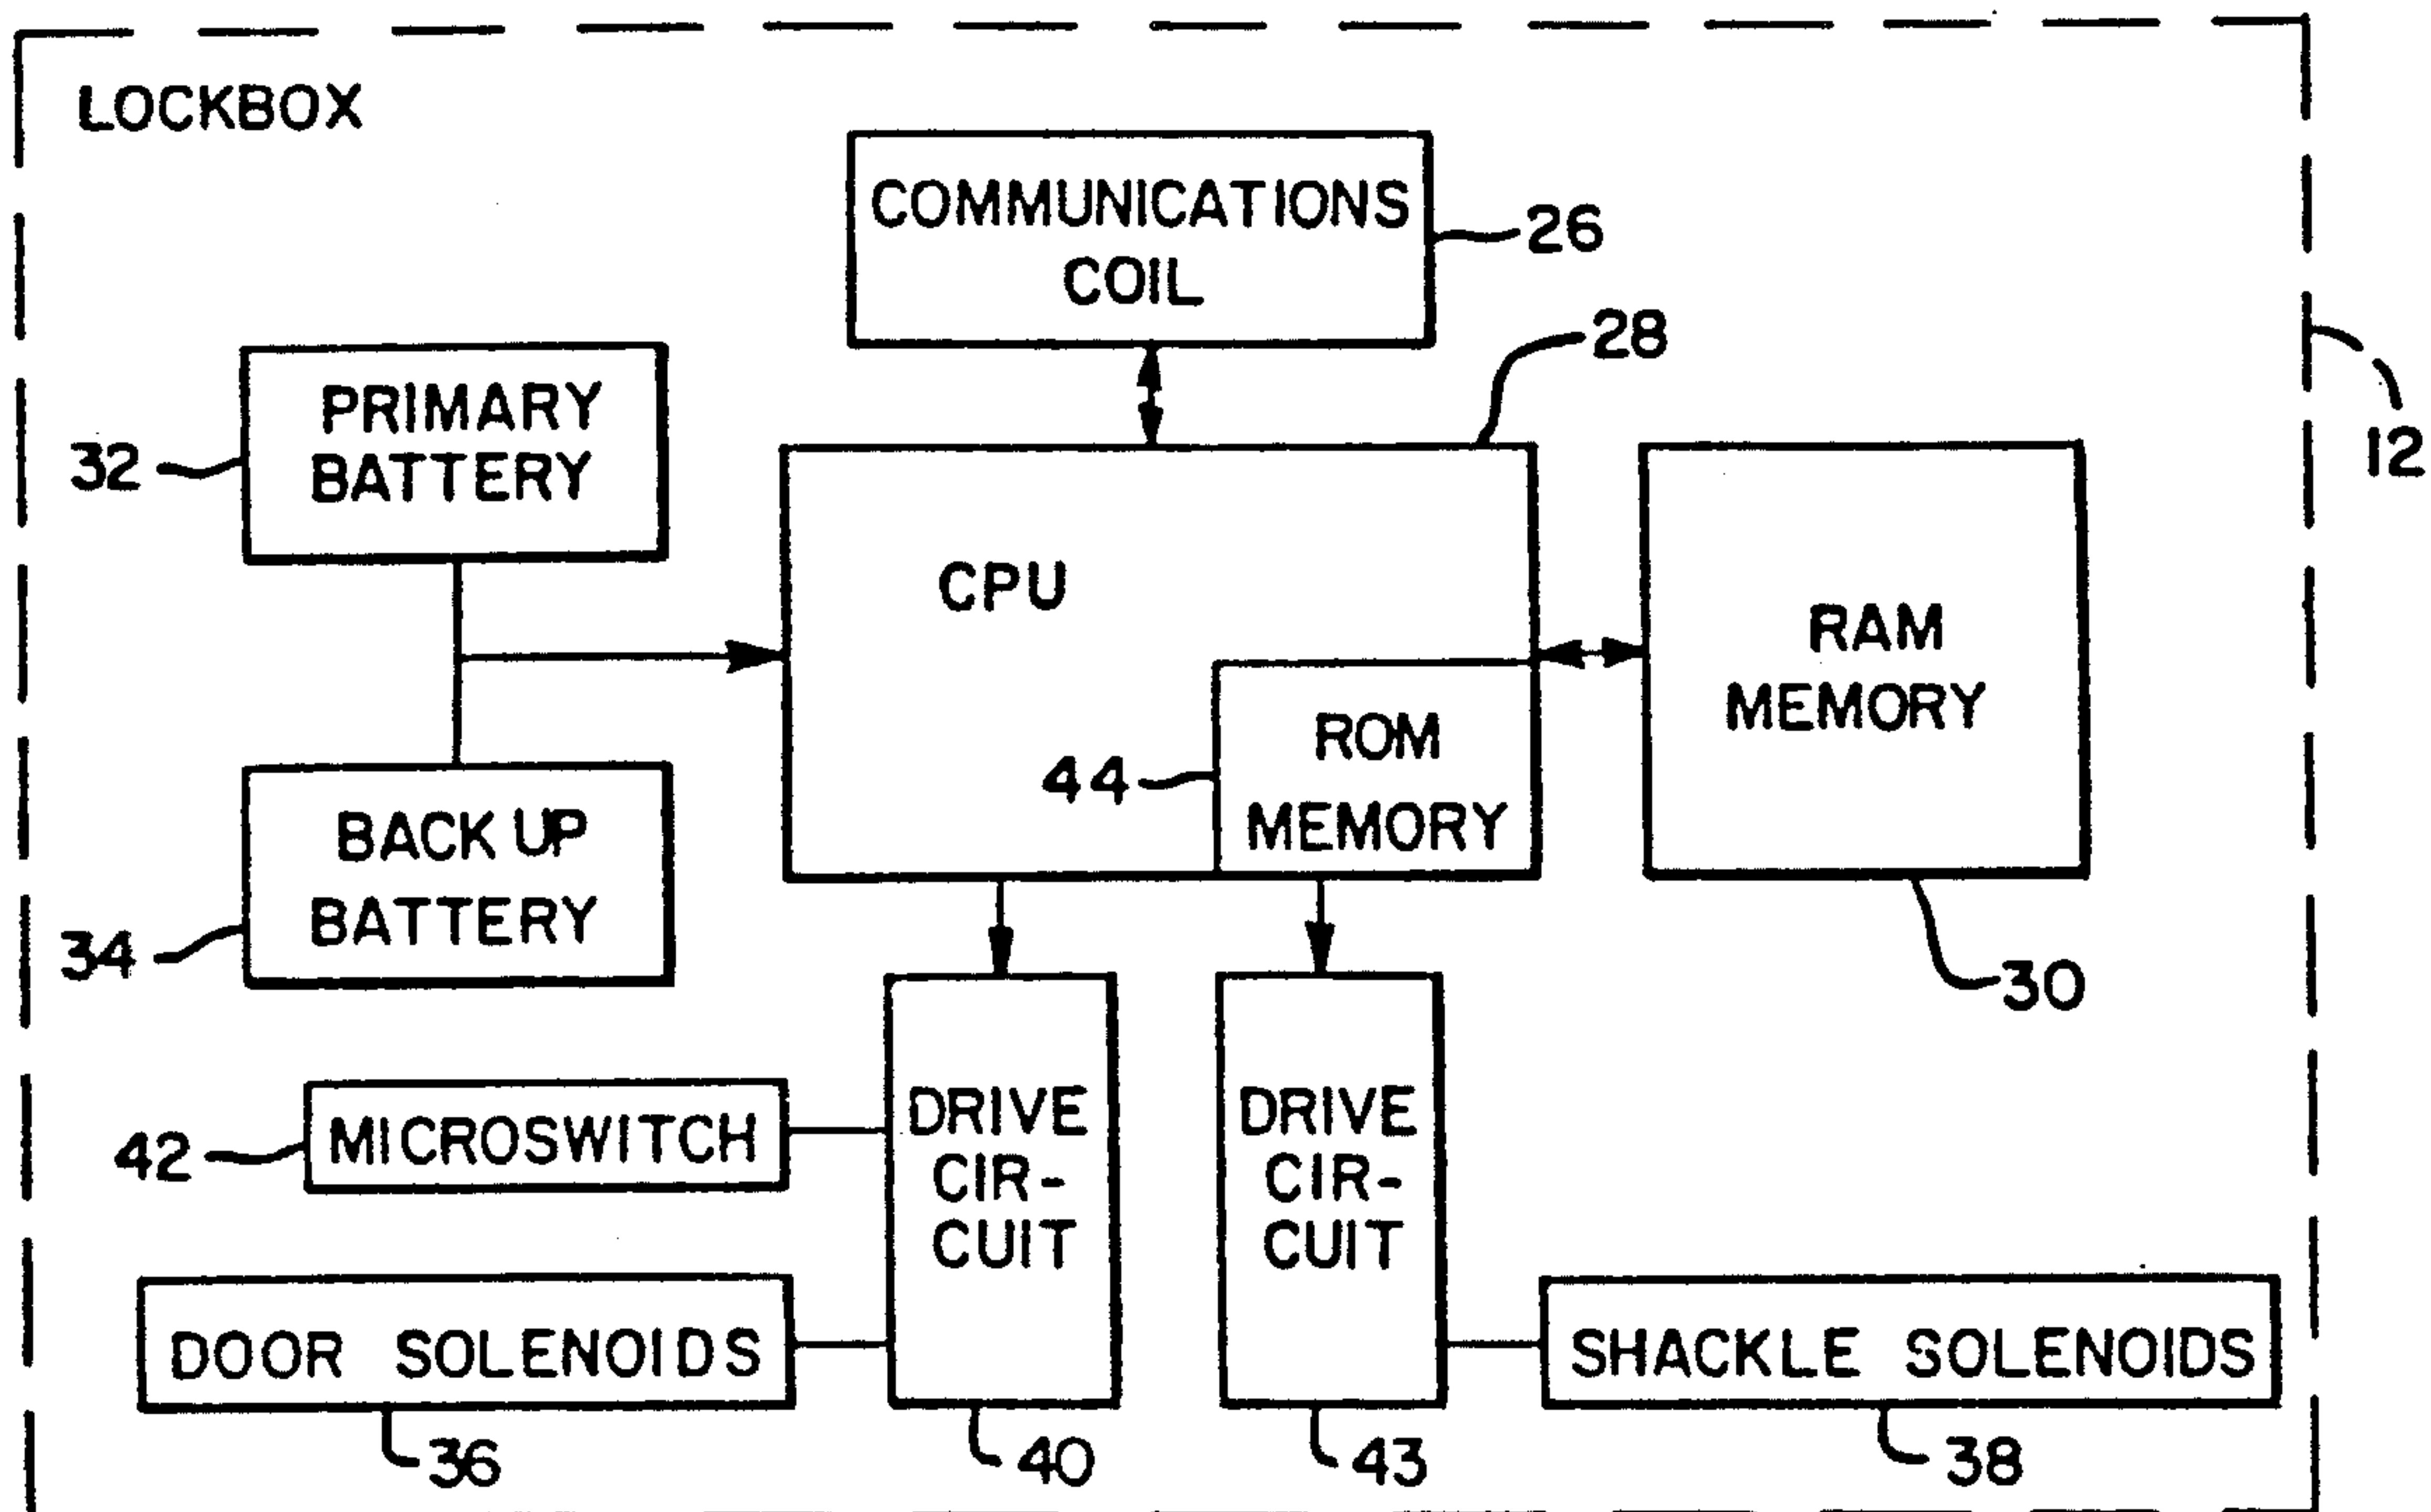 LOCKBOX
COMMUNICATIONS
COIL
26
28
12
PRIMARY
BATTERY
32
CPU
RAM
MEMORY
ROM
MEMORY
44
BACK UP
BATTERY
34
30
MICROSWITCH
42
DRIVE
CIR-
CUIT
DRIVE
CIR-
CUIT
DOOR SOLENOIDS
SHACKLE SOLENOIDS
36
40
43
38